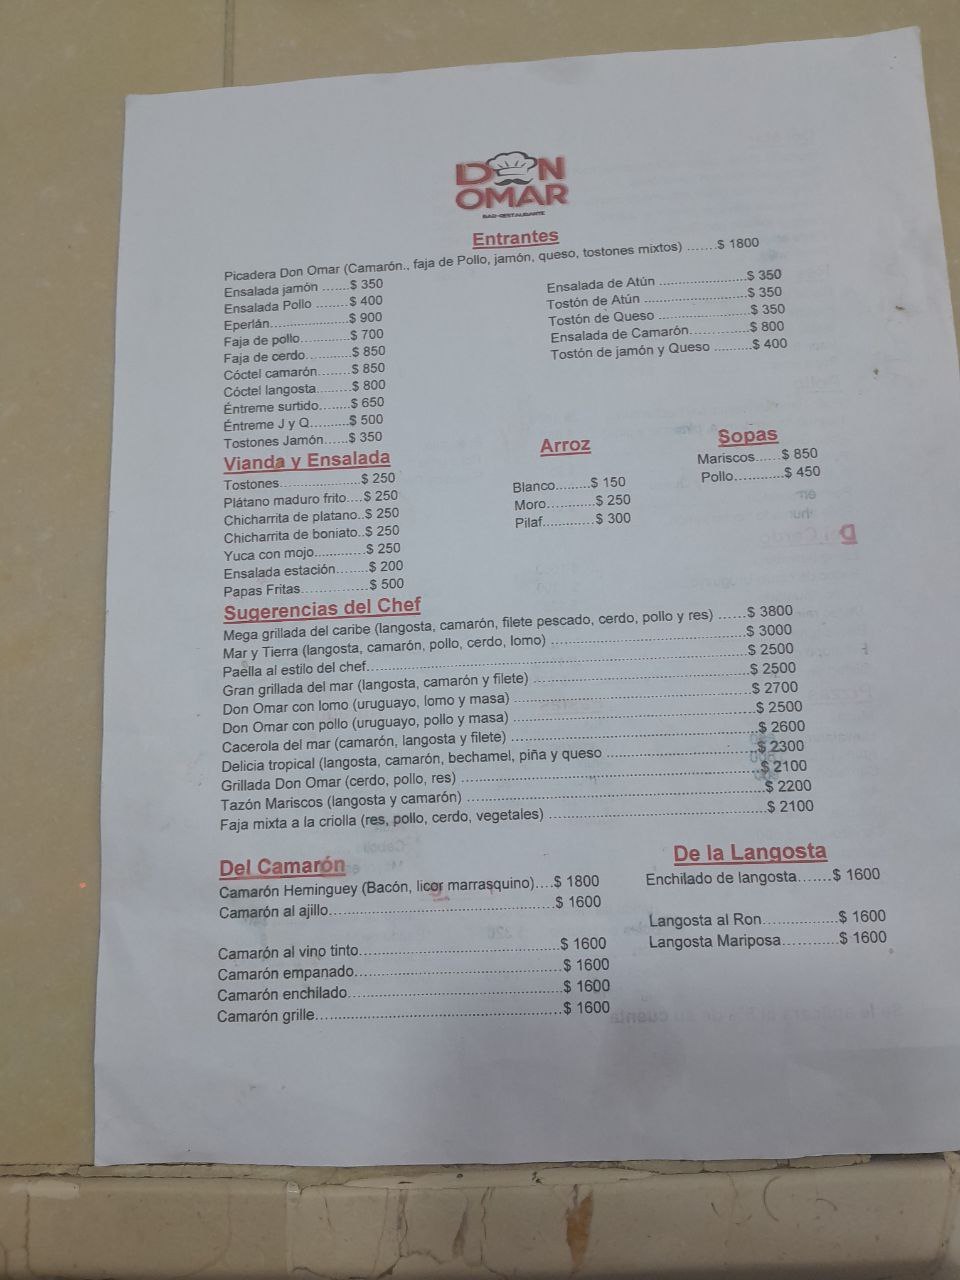 DON
OMAR
BAR-RESTAURANTE
Entrantes
Picadera Don Omar (Camarón., faja de Pollo, jamón, queso, tostones mixtos) .......$ 1800
Ensalada jamón .......$ 350
Ensalada Pollo ........$ 400
Eperlán.....................$ 900
Faja de pollo............$ 700
Faja de cerdo...........$ 850
Cóctel camarón........$ 850
Cóctel langosta........$ 800
Éntreme surtido........$ 650
Éntreme J y Q..........$ 500
Tostones Jamón......$ 350
Ensalada de Atún .......................$ 350
Tostón de Atún ...........................$ 350
Tostón de Queso ........................$ 350
Ensalada de Camarón...............$ 800
Tostón de jamón y Queso ..........$ 400
Vianda y Ensalada
Tostones.....................$ 250
Plátano maduro frito....$ 250
Chicharrita de platano..$ 250
Chicharrita de boniato..$ 250
Yuca con mojo.............$ 250
Ensalada estación........$ 200
Papas Fritas.................$ 500
Arroz
Blanco.........$ 150
Moro............$ 250
Pilaf.............$ 300
Sopas
Mariscos......$ 850
Pollo............$ 450
Sugerencias del Chef
Mega grillada del caribe (langosta, camarón, filete pescado, cerdo, pollo y res) ......$ 3800
Mar y Tierra (langosta, camarón, pollo, cerdo, lomo) ................................................$ 3000
Paella al estilo del chef................................................................................................$ 2500
Gran grillada del mar (langosta, camarón y filete) ......................................................$ 2500
Don Omar con lomo (uruguayo, lomo y masa) ............................................................$ 2700
Don Omar con pollo (uruguayo, pollo y masa) ............................................................$ 2500
Cacerola del mar (camarón, langosta y filete) .............................................................$ 2600
Delicia tropical (langosta, camarón, bechamel, piña y queso ......................................$ 2300
Grillada Don Omar (cerdo, pollo, res) ..........................................................................$ 2100
Tazón Mariscos (langosta y camarón) ..........................................................................$ 2200
Faja mixta a la criolla (res, pollo, cerdo, vegetales) ......................................................$ 2100
Del Camarón
Camarón Heminguey (Bacón, licor marrasquino)....$ 1800
Camarón al ajillo.......................................................$ 1600
Camarón al vino tinto.................................................$ 1600
Camarón empanado...................................................$ 1600
Camarón enchilado....................................................$ 1600
Camarón grille............................................................$ 1600
De la Langosta
Enchilado de langosta.......$ 1600
Langosta al Ron................$ 1600
Langosta Mariposa............$ 1600